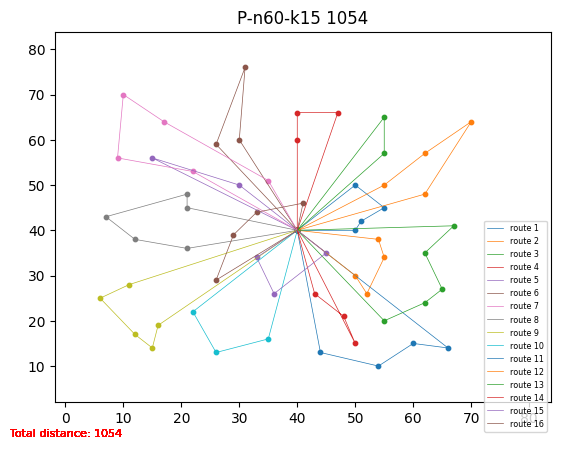 P-n60-k15 1054
80
70
60
50
40
30
20
10
0 10 20 30 40 50 60 70 80
route 1
route 2
route 3
route 4
route 5
route 6
route 7
route 8
route 9
route 10
route 11
route 12
route 13
route 14
route 15
route 16
Total distance: 1054